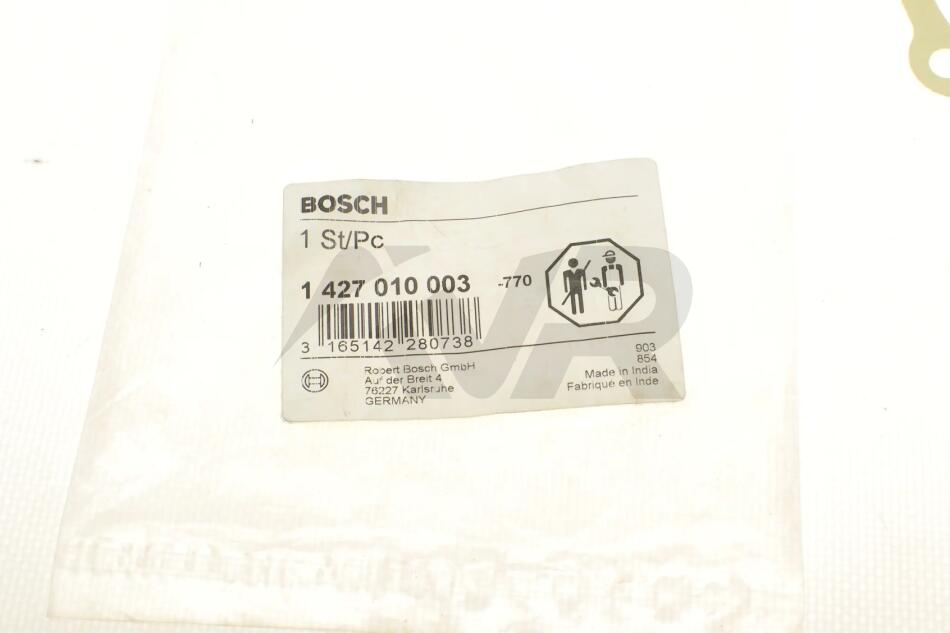 BOSCH
1 St/Pc
1 427 010 003 -770
3 165142 280738
903
854
Robert Bosch GmbH
Auf der Breit 4
76227 Karlsruhe
GERMANY
Made in India
Fabriqué en Inde